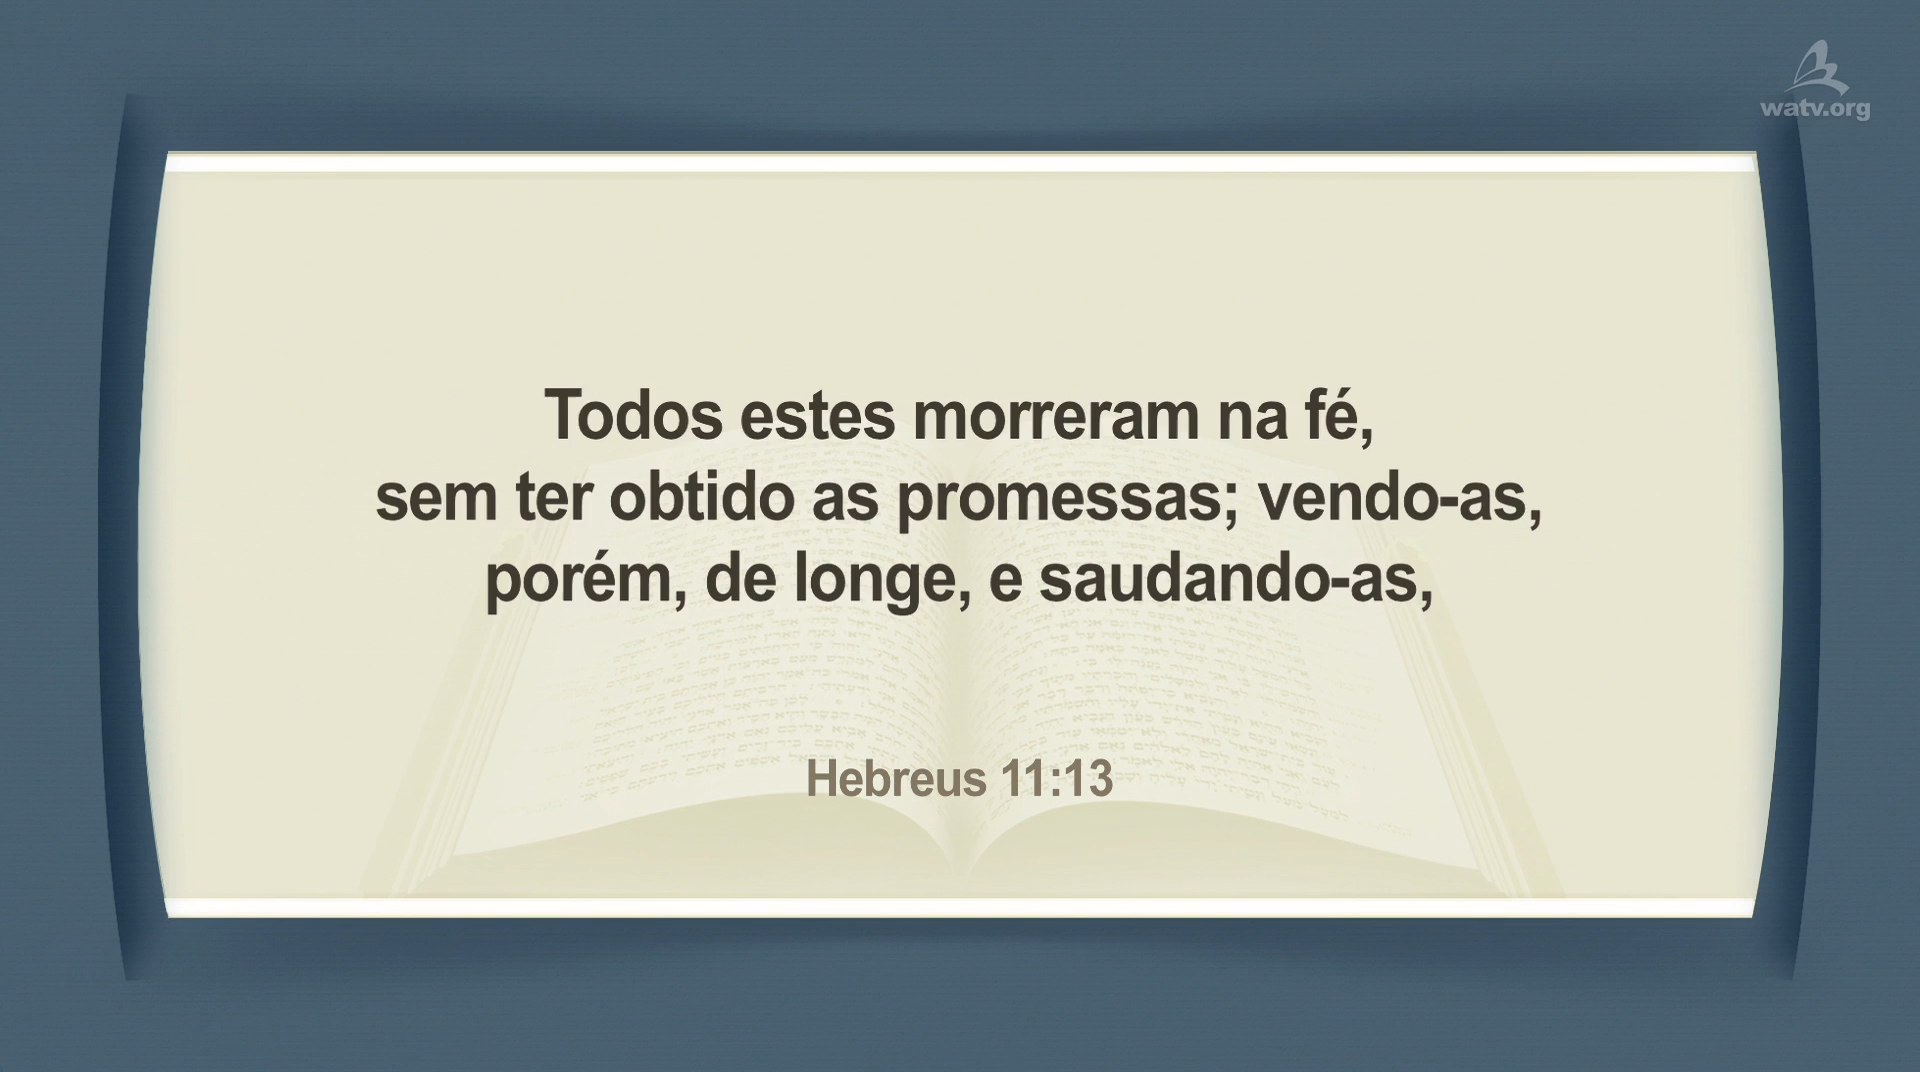 watv.org
Todos estes morreram na fé,
sem ter obtido as promessas; vendo-as,
porém, de longe, e saudando-as,
Hebreus 11:13